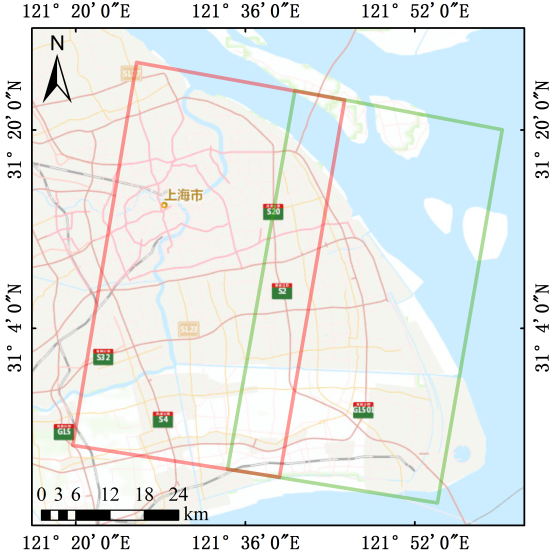 121° 20′ 0″E 121° 36′ 0″E 121° 52′ 0″E
N
31° 20′ 0″N
31° 20′ 0″N
上海市
S20
S2
31° 4′ 0″N
31° 4′ 0″N
S32
G1501
S4
G15
0 3 6 12 18 24
km
121° 20′ 0″E 121° 36′ 0″E 121° 52′ 0″E